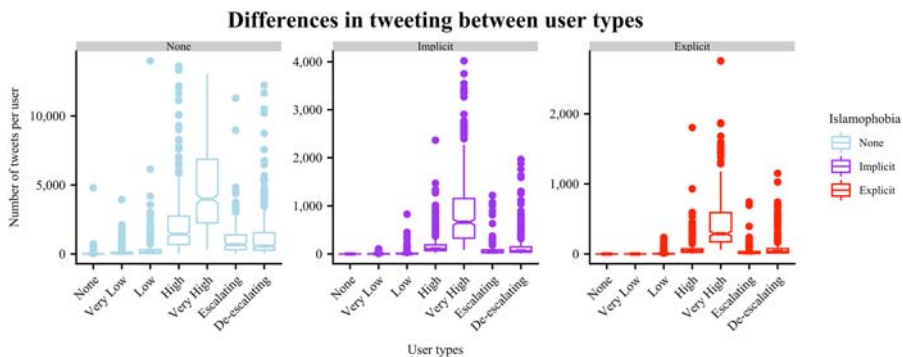 Differences in tweeting between user types
None
Implicit
Explicit
Number of tweets per user
10,000
5,000
0
4,000
3,000
2,000
1,000
0
2,000
1,000
0
None
Very Low
Low
High
Very High
Escalating
De-escalating
None
Very Low
Low
High
Very High
Escalating
De-escalating
None
Very Low
Low
High
Very High
Escalating
De-escalating
User types
Islamophobia
None
Implicit
Explicit